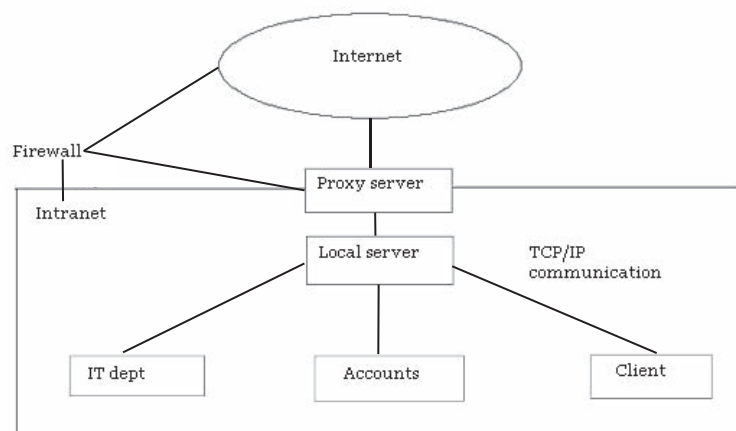 Internet
Firewall
Proxy server
Intranet
Local server
TCP/IP
communication
IT dept
Accounts
Client